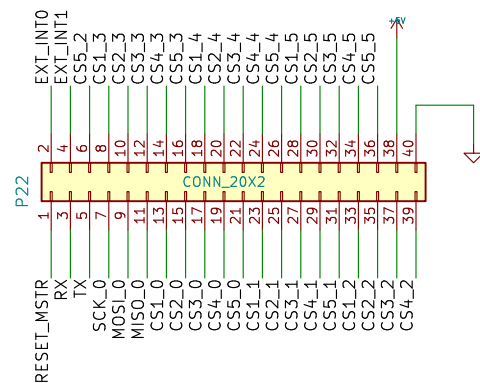 EXT_INT0
EXT_INT1
CS5_2
CS1_3
CS2_3
CS3_3
CS4_3
CS5_3
CS1_4
CS2_4
CS3_4
CS4_4
CS5_4
CS1_5
CS2_5
CS3_5
CS4_5
CS5_5
+5V
2
4
6
8
10
12
14
16
18
20
22
24
26
28
30
32
34
36
38
40
P22
CONN_20X2
1
3
5
7
9
11
13
15
17
19
21
23
25
27
29
31
33
35
37
39
RESET_MSTR
RX
TX
SCK_0
MOSI_0
MISO_0
CS1_0
CS2_0
CS3_0
CS4_0
CS5_0
CS1_1
CS2_1
CS3_1
CS4_1
CS5_1
CS1_2
CS2_2
CS3_2
CS4_2